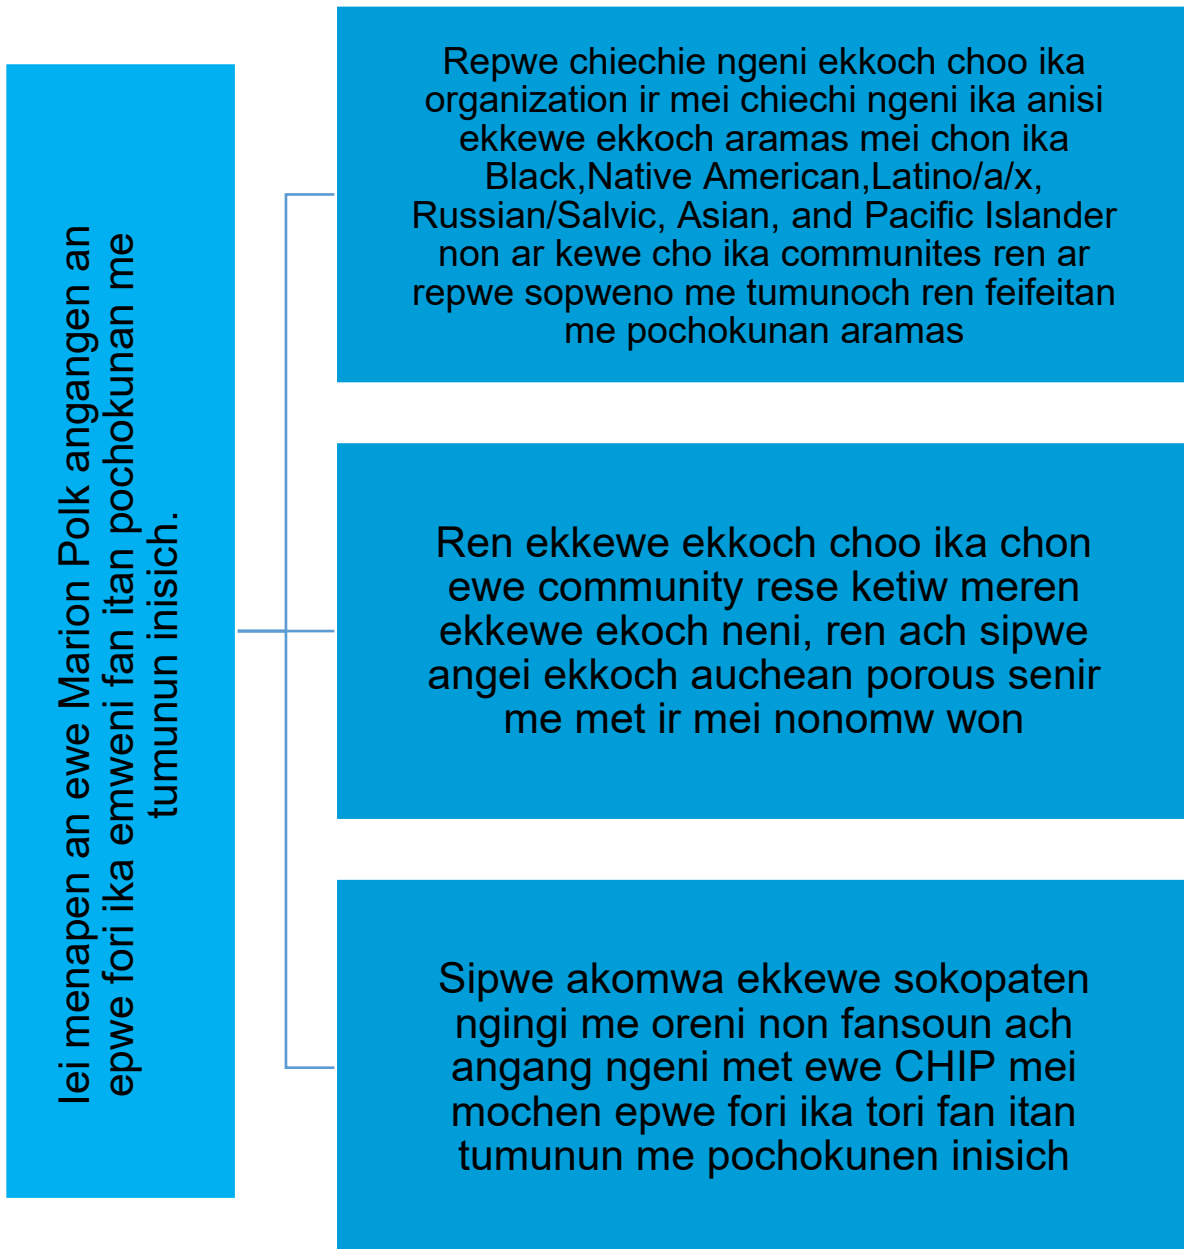 Iei menapen an ewe Marion Polk angangen an
epwe fori ika emweni fan itan pochokunan me
tumunun inisich.
Repwe chiechie ngeni ekkoch choo ika
organization ir mei chiechi ngeni ika anisi
ekkewe ekkoch aramas mei chon ika
Black,Native American,Latino/a/x,
Russian/Salvic, Asian, and Pacific Islander
non ar kewe cho ika communites ren ar
repwe sopweno me tumunoch ren feifeitan
me pochokunan aramas
Ren ekkewe ekkoch choo ika chon
ewe community rese ketiw meren
ekkewe ekoch neni, ren ach sipwe
angei ekkoch auchean porous senir
me met ir mei nonomw won
Sipwe akomwa ekkewe sokopaten
ngingi me oreni non fansoun ach
angang ngeni met ewe CHIP mei
mochen epwe fori ika tori fan itan
tumunun me pochokunen inisich